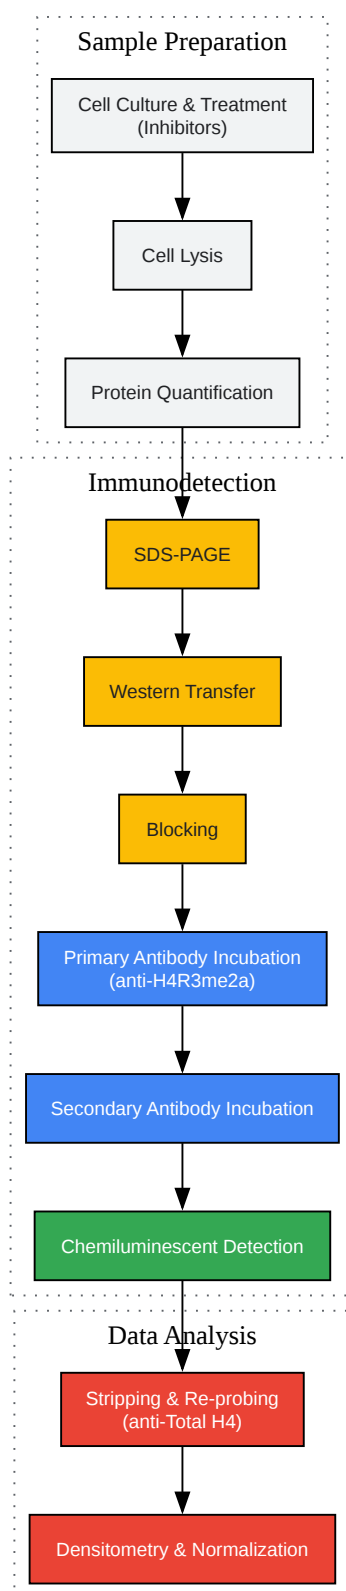 Sample Preparation
Cell Culture & Treatment
(Inhibitors)
Cell Lysis
Protein Quantification
Immunodetection
SDS-PAGE
Western Transfer
Blocking
Primary Antibody Incubation
(anti-H4R3me2a)
Secondary Antibody Incubation
Chemiluminescent Detection
Data Analysis
Stripping & Re-probing
(anti-Total H4)
Densitometry & Normalization